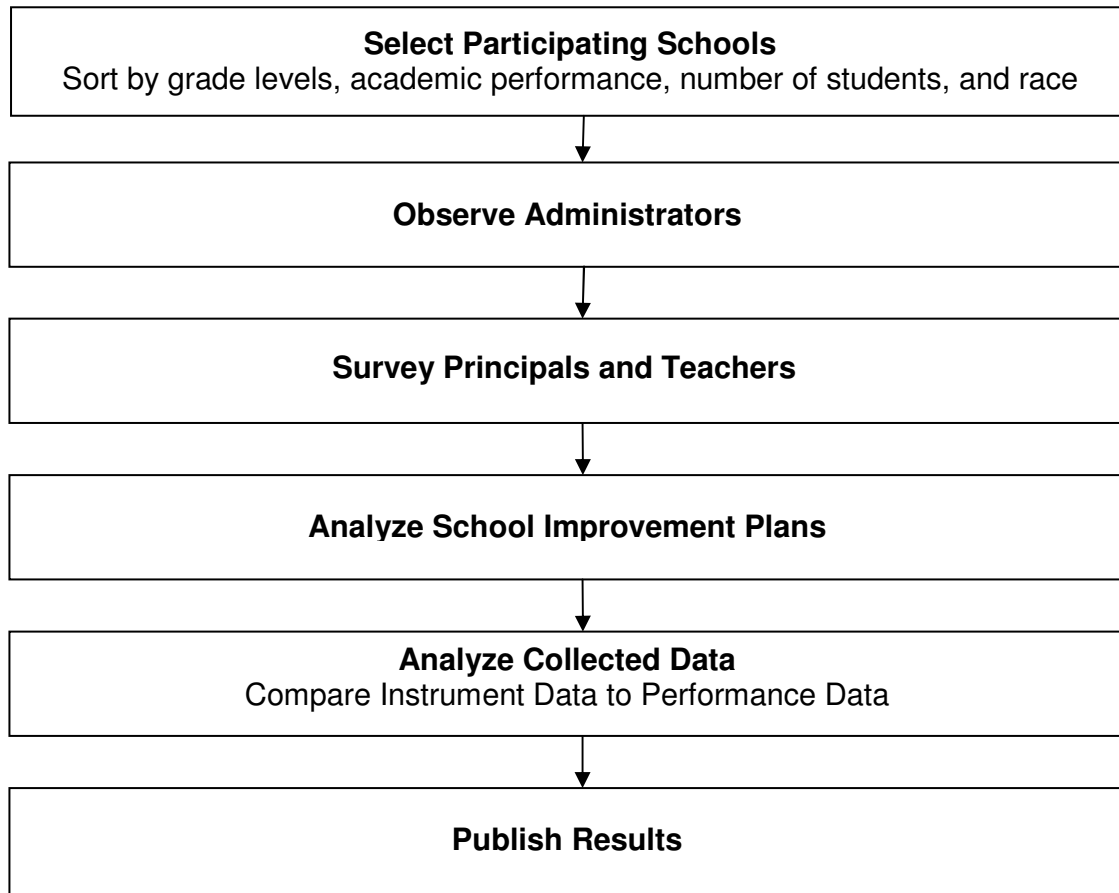 Select Participating Schools
Sort by grade levels, academic performance, number of students, and race
Observe Administrators
Survey Principals and Teachers
Analyze School Improvement Plans
Analyze Collected Data
Compare Instrument Data to Performance Data
Publish Results